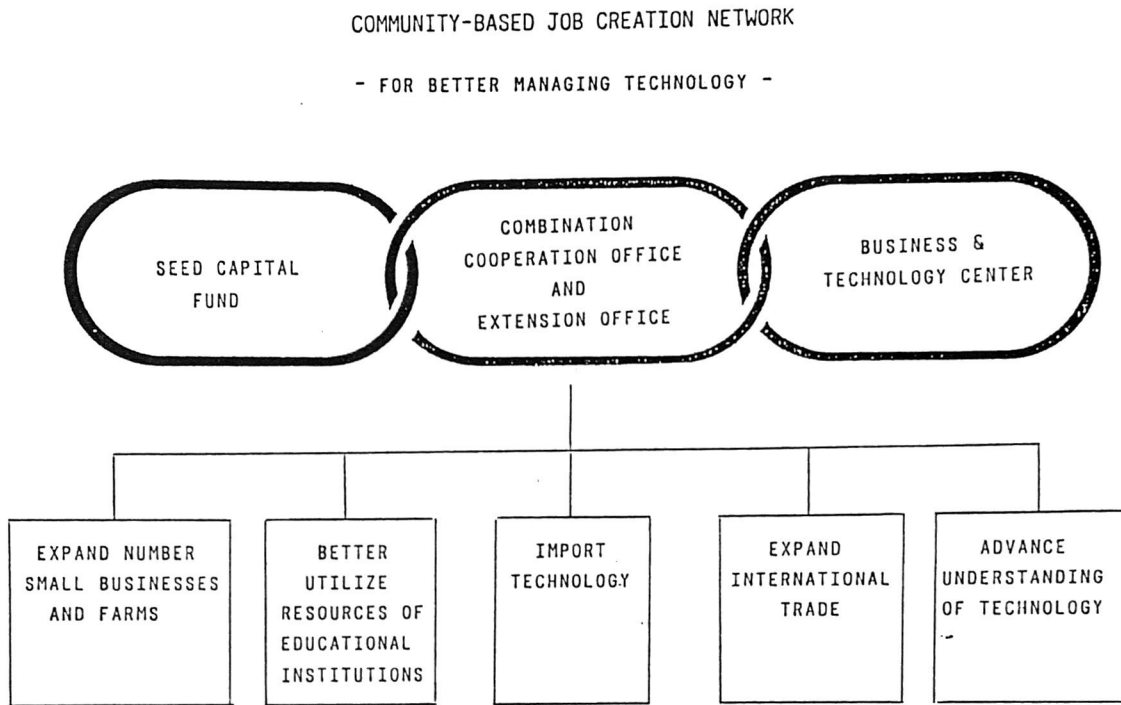 COMMUNITY-BASED JOB CREATION NETWORK
- FOR BETTER MANAGING TECHNOLOGY -
SEED CAPITAL
FUND
COMBINATION
COOPERATION OFFICE
AND
EXTENSION OFFICE
BUSINESS &
TECHNOLOGY CENTER
EXPAND NUMBER
SMALL BUSINESSES
AND FARMS
BETTER
UTILIZE
RESOURCES OF
EDUCATIONAL
INSTITUTIONS
IMPORT
TECHNOLOGY
EXPAND
INTERNATIONAL
TRADE
ADVANCE
UNDERSTANDING
OF TECHNOLOGY